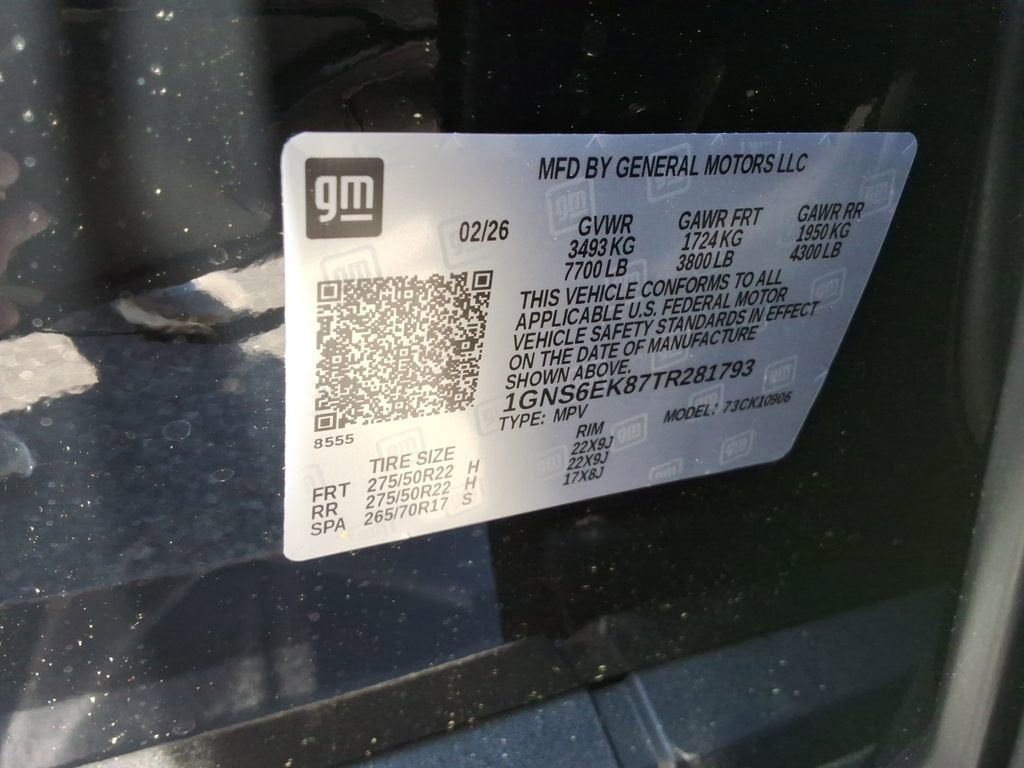 gm
MFD BY GENERAL MOTORS LLC
02/26
GVWR
3493 KG
7700 LB
GAWR FRT
1724 KG
3800 LB
GAWR RR
1950 KG
4300 LB
THIS VEHICLE CONFORMS TO ALL
APPLICABLE U.S. FEDERAL MOTOR
VEHICLE SAFETY STANDARDS IN EFFECT
ON THE DATE OF MANUFACTURE
SHOWN ABOVE.
1GNS6EK87TR281793
TYPE: MPV MODEL: 73CK10906
8555
TIRE SIZE RIM
FRT 275/50R22 H 22X9J
RR 275/50R22 H 22X9J
SPA 265/70R17 S 17X8J